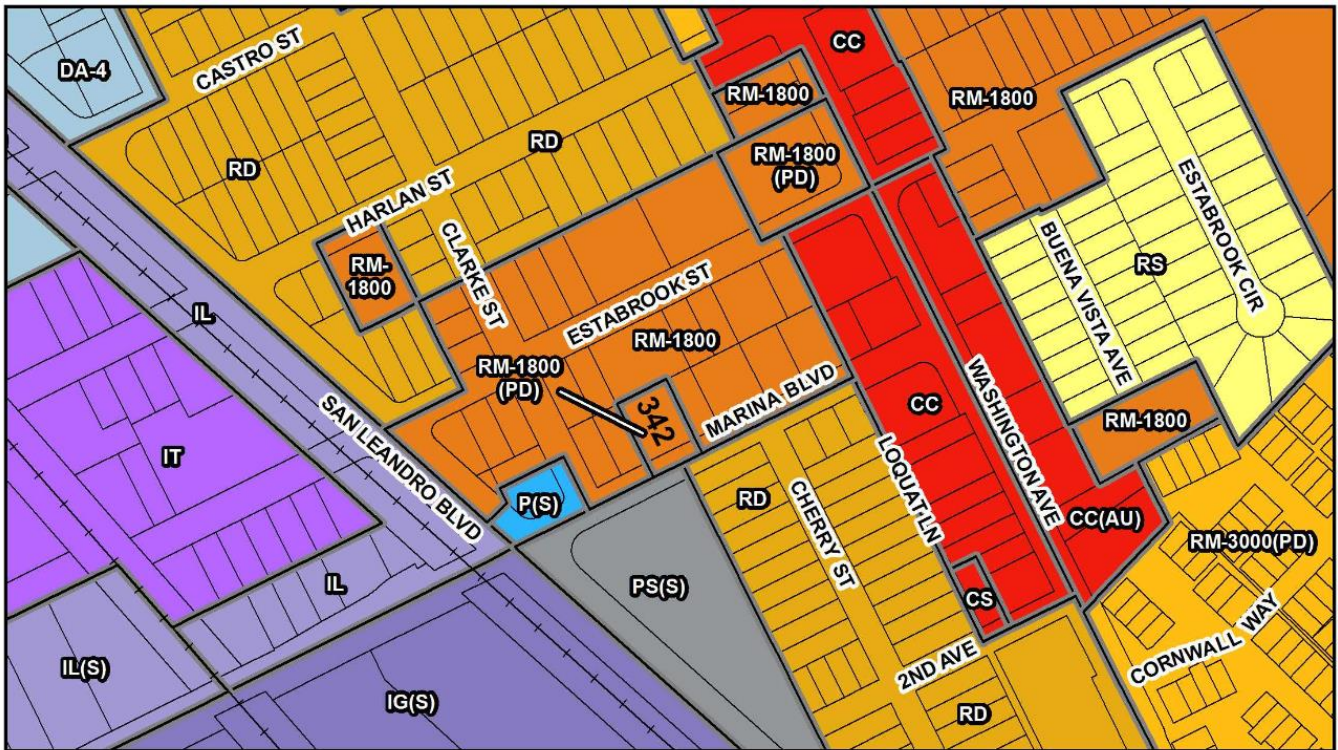 CC
DA-4
CASTRO ST
RM-1800
RM-1800
RD
RM-1800
(PD)
RD
HARLAN ST
ESTABROOK CIR
CLARKE ST
BUENA VISTA AVE
RS
RM-
1800
ESTABROOK ST
IL
RM-1800
RM-1800
(PD)
342
MARINA BLVD
WASHINGTON AVE
CC
RM-1800
SAN LEANDRO BLVD
IT
LOQUAT LN
P(S)
RD
CHERRY ST
CC(AU)
RM-3000(PD)
IL
PS(S)
CS
CORNWALL WAY
IL(S)
2ND AVE
IG(S)
RD